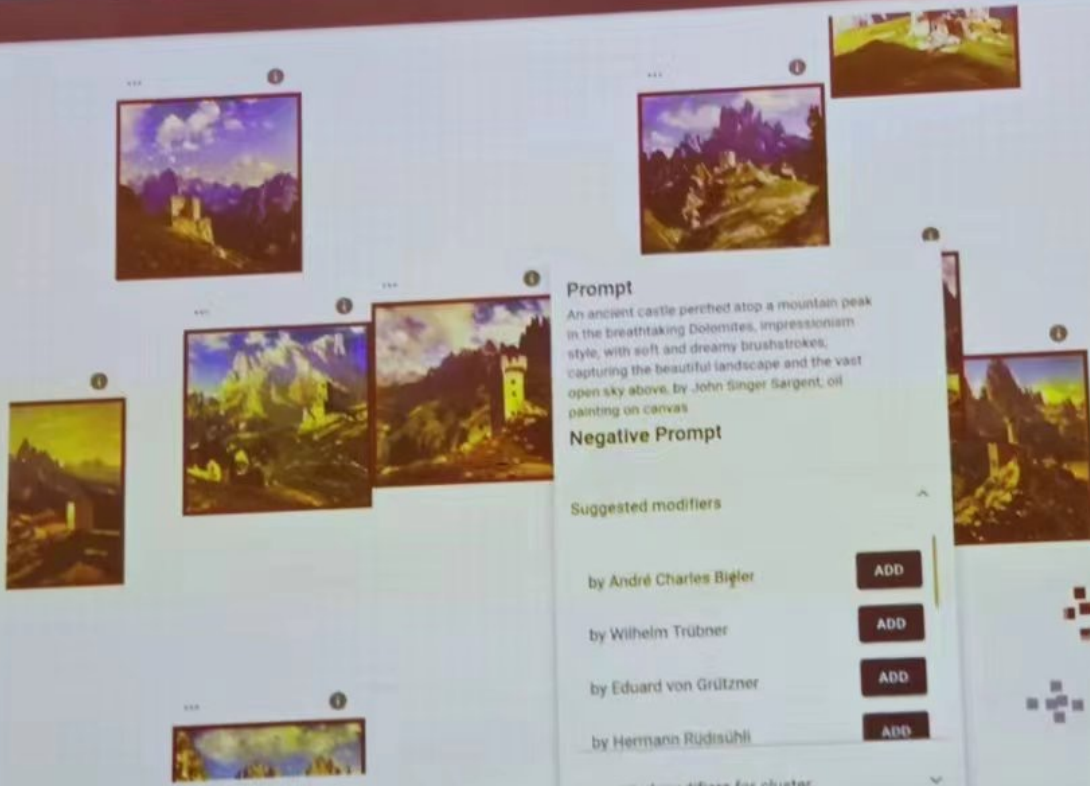 Prompt
An ancient castle perched atop a mountain peak
in the breathtaking Dolomites, impressionism
style, with soft and dreamy brushstrokes,
capturing the beautiful landscape and the vast
open sky above, by John Singer Sargent, oil
painting on canvas
Negative Prompt
Suggested modifiers
by André Charles Biéler
ADD
by Wilhelm Trübner
ADD
by Eduard von Grützner
ADD
by Hermann Rüdisühli
ADD
for cluster